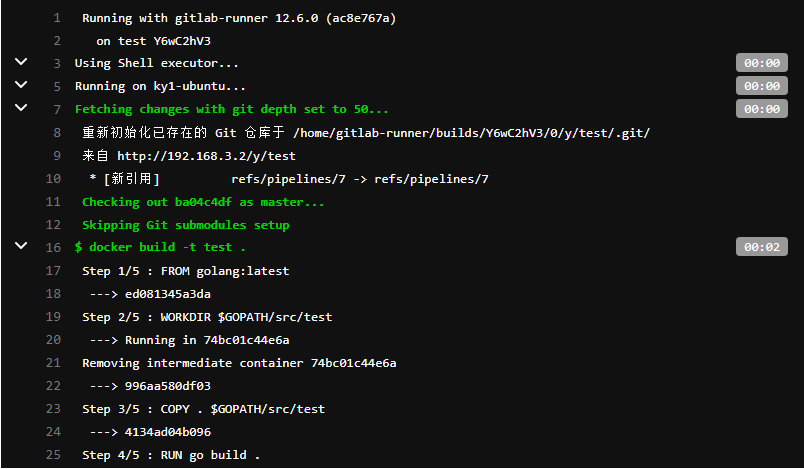 1 Running with gitlab-runner 12.6.0 (ac8e767a)
2 on test Y6wC2hV3
3 Using Shell executor... 00:00
5 Running on ky1-ubuntu... 00:00
7 Fetching changes with git depth set to 50... 00:00
8 重新初始化已存在的 Git 仓库于 /home/gitlab-runner/builds/Y6wC2hV3/0/y/test/.git/
9 来自 http://192.168.3.2/y/test
10 * [新引用] refs/pipelines/7 -> refs/pipelines/7
11 Checking out ba04c4df as master...
12 Skipping Git submodules setup
16 $ docker build -t test . 00:02
17 Step 1/5 : FROM golang:latest
18 ---> ed081345a3da
19 Step 2/5 : WORKDIR $GOPATH/src/test
20 ---> Running in 74bc01c44e6a
21 Removing intermediate container 74bc01c44e6a
22 ---> 996aa580df03
23 Step 3/5 : COPY . $GOPATH/src/test
24 ---> 4134ad04b096
25 Step 4/5 : RUN go build .